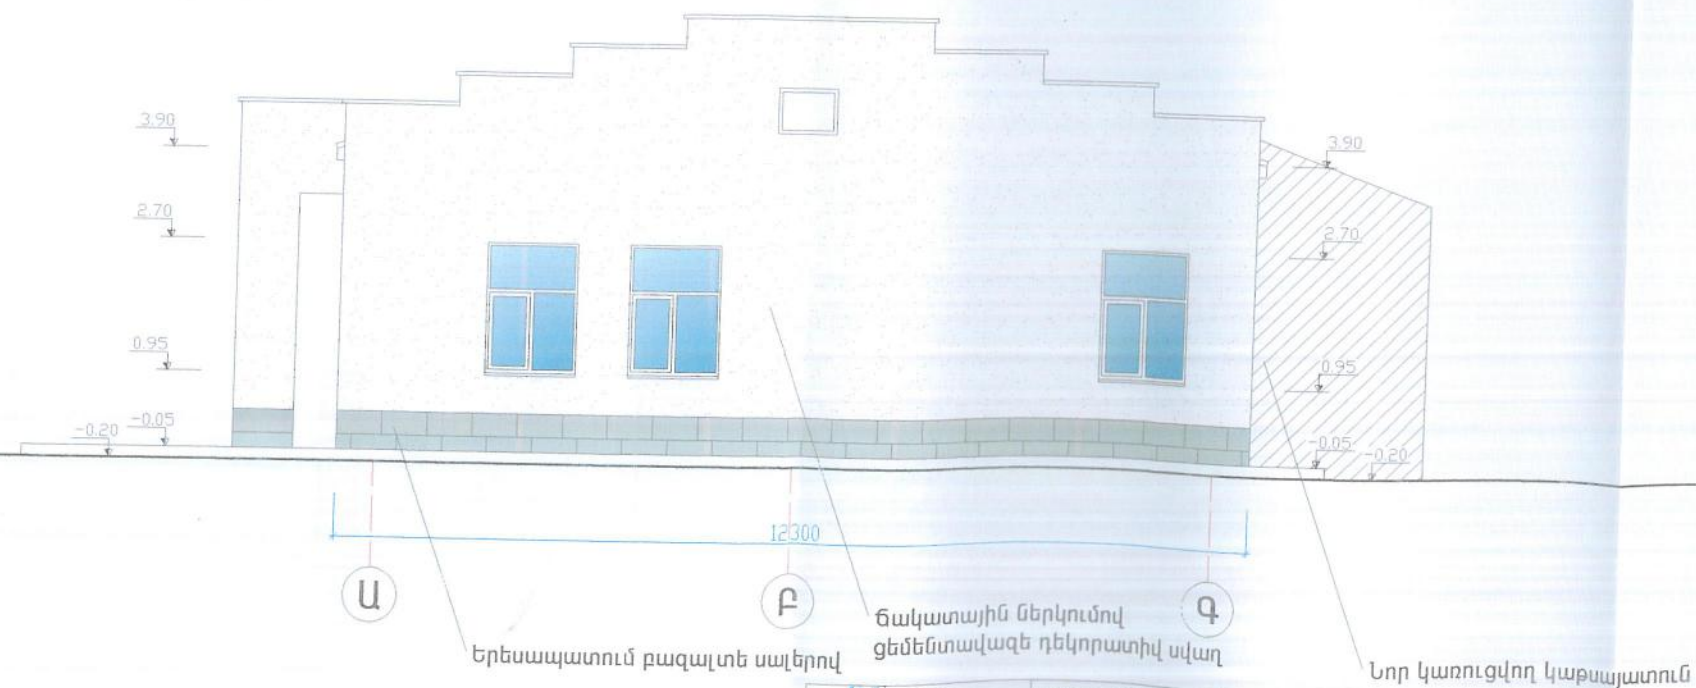 3.90
3.90
2.70
2.70
0.95
0.95
-0.20
-0.05
-0.05
-0.20
12300
Ա
Բ
Գ
Երեսապատում բազալտե սալերով
ճակատային ներկումով
ցեմենտավազե դեկորատիվ սվաղ
Նոր կառուցվող կաթսայատուն